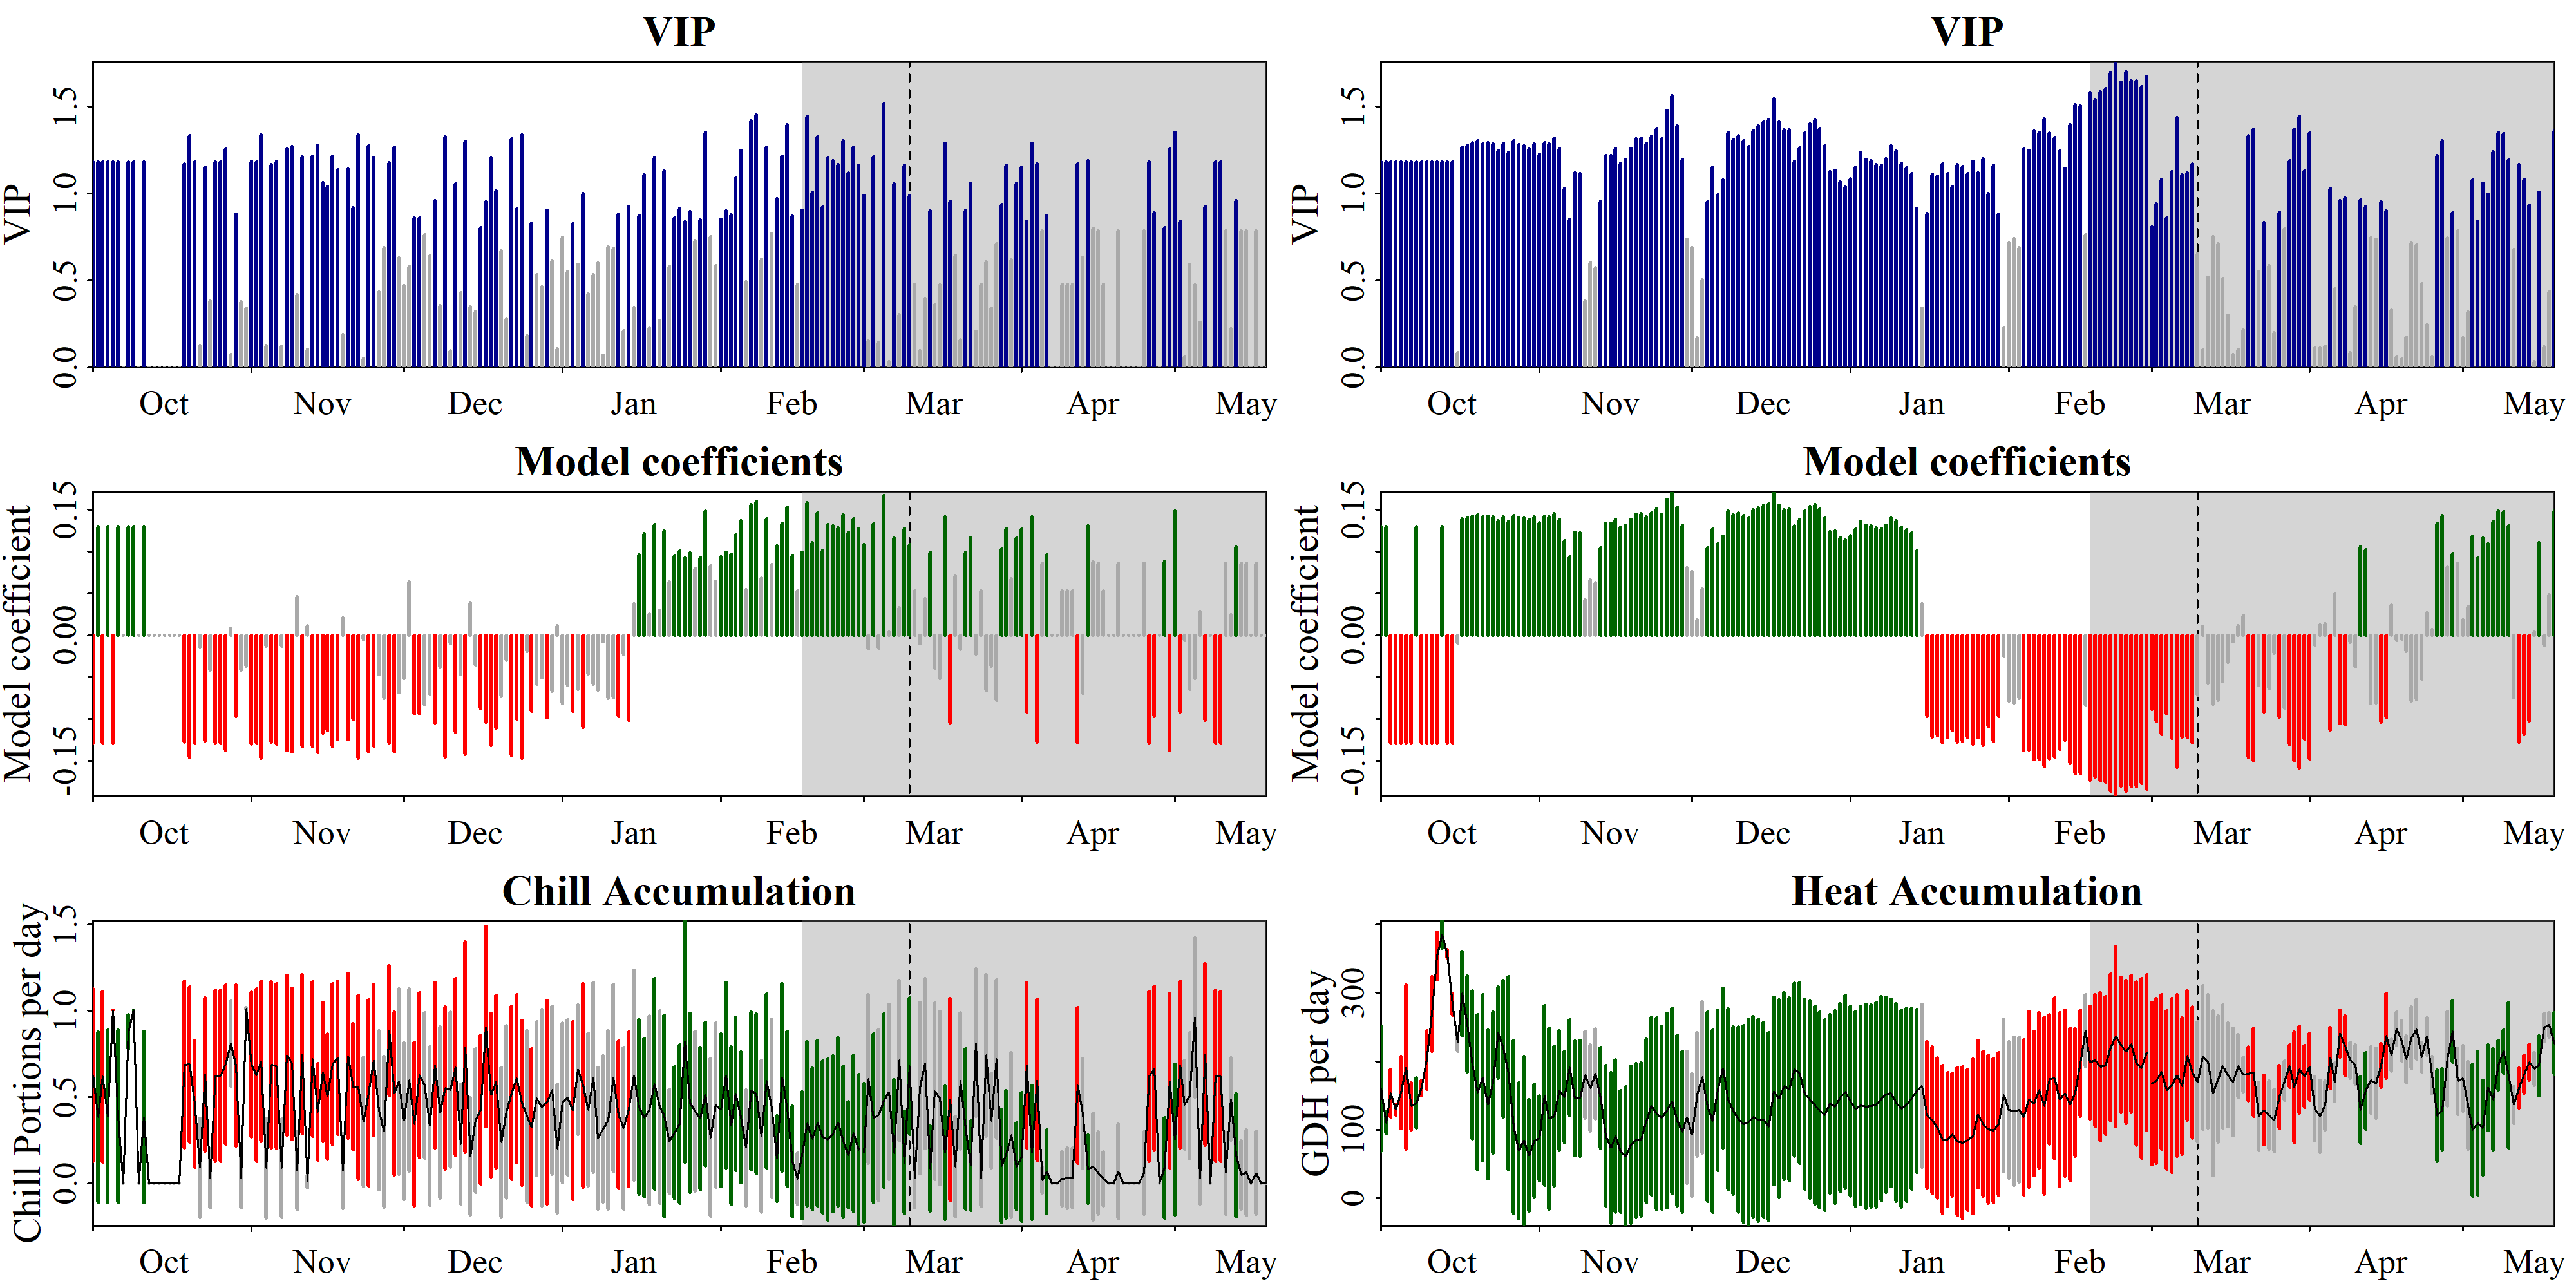 VIP
VIP
0.0 0.5 1.0 1.5
Oct Nov Dec Jan Feb Mar Apr May
VIP
VIP
0.0 0.5 1.0 1.5
Oct Nov Dec Jan Feb Mar Apr May
Model coefficients
Model coefficient
-0.15 0.00 0.15
Oct Nov Dec Jan Feb Mar Apr May
Model coefficients
Model coefficient
-0.15 0.00 0.15
Oct Nov Dec Jan Feb Mar Apr May
Chill Accumulation
Chill Portions per day
0.0 0.5 1.0 1.5
Oct Nov Dec Jan Feb Mar Apr May
Heat Accumulation
GDH per day
0 100 300
Oct Nov Dec Jan Feb Mar Apr May